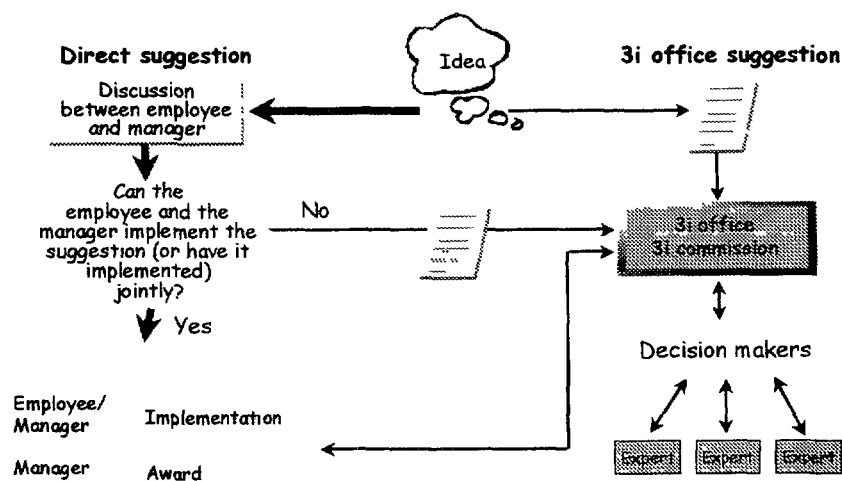 Direct suggestion
Idea
3i office suggestion
Discussion
between employee
and manager
Can the
employee and the
manager implement the
suggestion (or have it
implemented)
jointly?
No
3i office
3i commission
Yes
Decision makers
Employee/
Manager
Implementation
Manager
Award
Expert
Expert
Expert